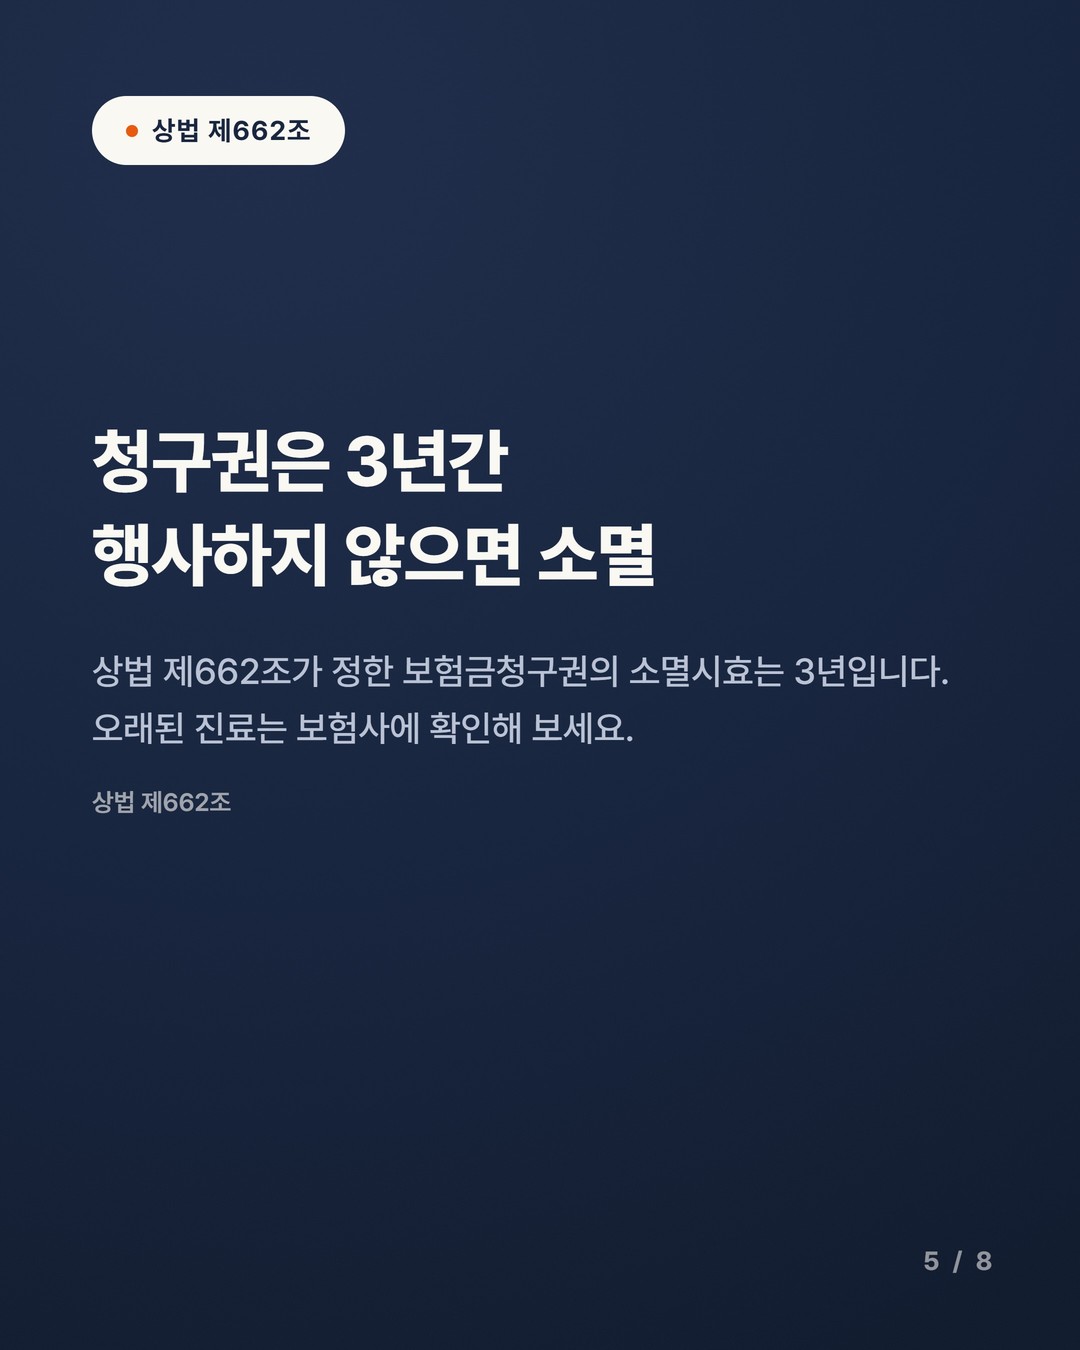 상법 제662조
청구권은 3년간
행사하지 않으면 소멸
상법 제662조가 정한 보험금청구권의 소멸시효는 3년입니다.
오래된 진료는 보험사에 확인해 보세요.
상법 제662조
5 / 8